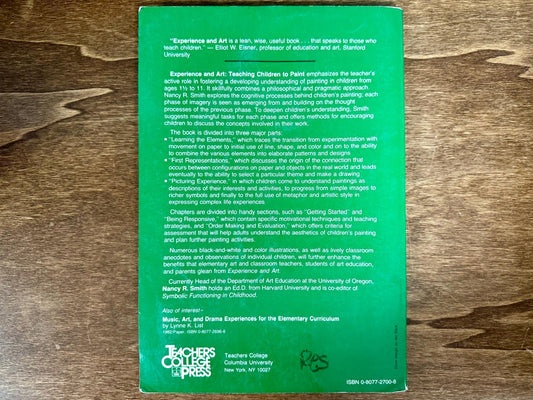 "Experience and Art is a lean, wise, useful book . . . that speaks to those who
teach children." — Elliot W. Eisner, professor of education and art, Stanford
University
Experience and Art: Teaching Children to Paint emphasizes the teacher's
active role in fostering a developing understanding of painting in children from
ages 1½ to 11. It skillfully combines a philosophical and pragmatic approach.
Nancy R. Smith explores the cognitive processes behind children's painting; each
phase of imagery is seen as emerging from and building on the thought
processes of the previous phase. To deepen children's understanding, Smith
suggests meaningful tasks for each phase and offers methods for encouraging
children to discuss the concepts involved in their work.
The book is divided into three major parts:
• "Learning the Elements," which traces the transition from experimentation with
movement on paper to initial use of line, shape, and color and on to the ability
to combine the various elements into elaborate patterns and designs
• "First Representations," which discusses the origin of the connection that
occurs between configurations on paper and objects in the real world and leads
eventually to the ability to select a particular theme and make a drawing
• "Picturing Experience," in which children come to understand paintings as
descriptions of their interests and activities, to progress from simple images to
richer symbols and finally to the full use of metaphor and artistic style in
expressing complex life experiences
Chapters are divided into handy sections, such as "Getting Started" and
"Being Responsive," which contain specific motivational techniques and teaching
strategies, and "Order Making and Evaluation," which offers criteria for
assessment that will help adults understand the aesthetics of children's painting
and plan further painting activities.
Numerous black-and-white and color illustrations, as well as lively classroom
anecdotes and observations of individual children, will further enhance the
benefits that elementary art and classroom teachers, students of art education,
and parents glean from Experience and Art.
Currently Head of the Department of Art Education at the University of Oregon,
Nancy R. Smith holds an Ed.D. from Harvard University and is co-editor of
Symbolic Functioning in Childhood.
Also of interest–
Music, Art, and Drama Experiences for the Elementary Curriculum
by Lynne K. List
1982/Paper. ISBN 0-8077-2696-6
TEACHERS
COLLEGE
PRESS
Teachers College
Columbia University
New York, NY 10027
ISBN 0-8077-2700-8